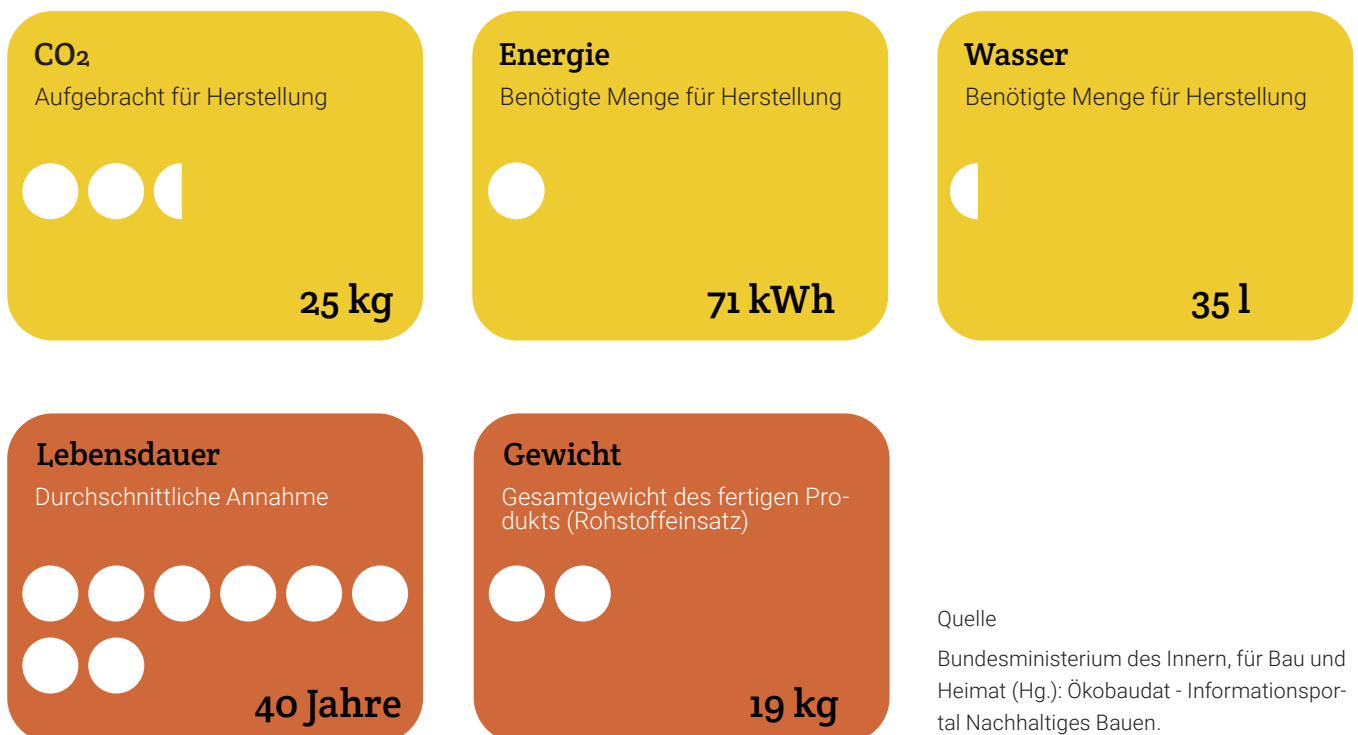 CO₂
Aufgebracht für Herstellung
25 kg
Energie
Benötigte Menge für Herstellung
71 kWh
Wasser
Benötigte Menge für Herstellung
35 l
Lebensdauer
Durchschnittliche Annahme
40 Jahre
Gewicht
Gesamtgewicht des fertigen Pro-
dukts (Rohstoffeinsatz)
19 kg
Quelle
Bundesministerium des Innern, für Bau und
Heimat (Hg.): Ökobaudat - Informationspor-
tal Nachhaltiges Bauen.